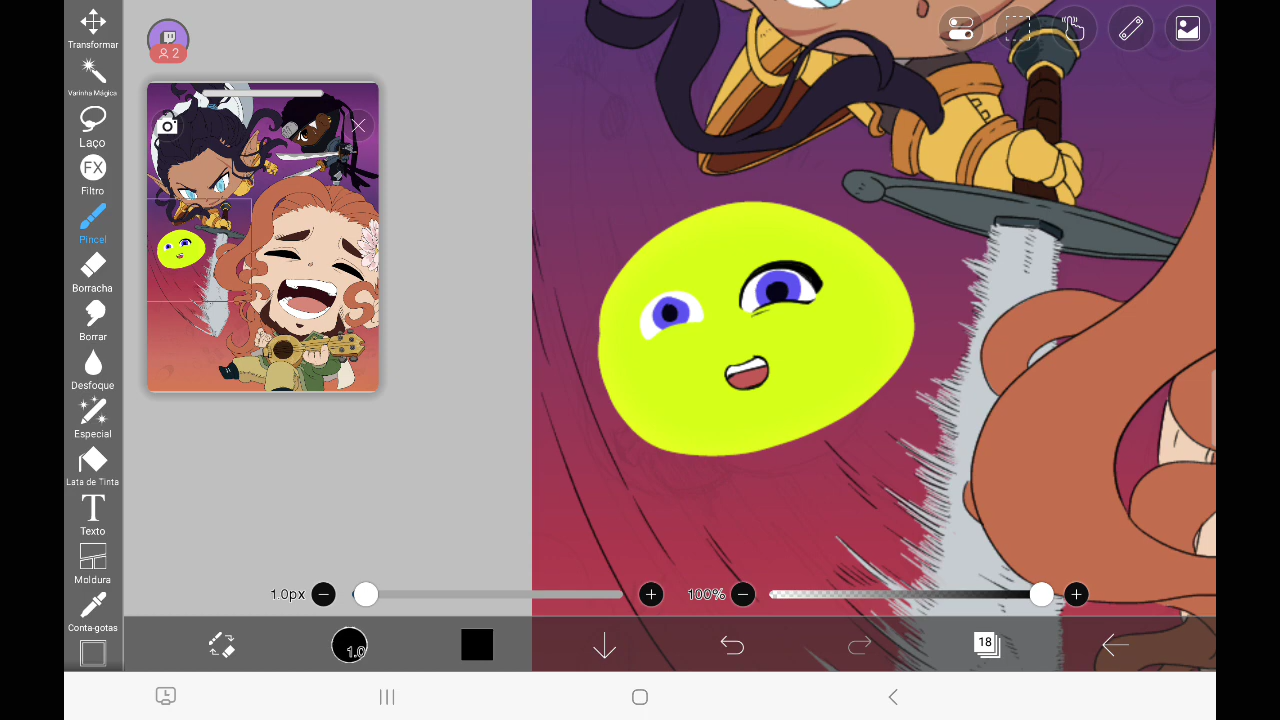 Transformar
Varinha Mágica
Laço
FX
Filtro
Pincel
Borracha
Borrar
Desfoque
Especial
Lata de Tinta
T
Texto
Moldura
Conta-gotas
2
1.0px
100%
1.0
18